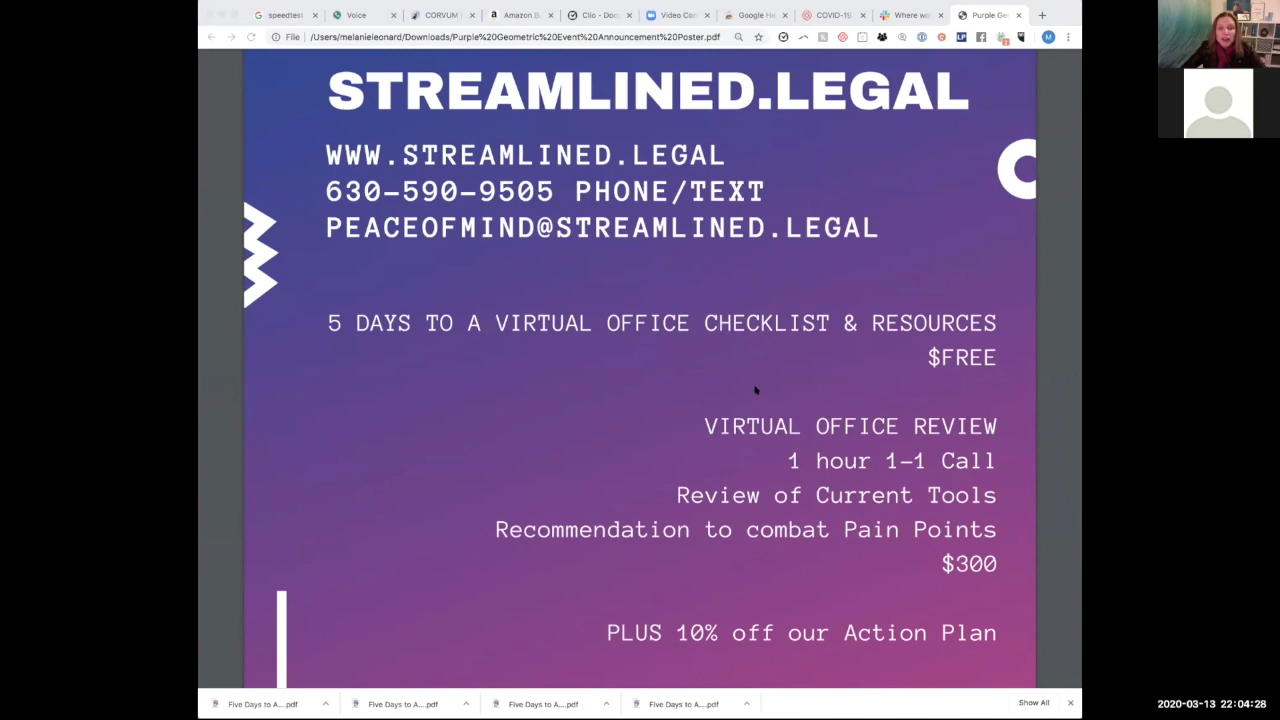 speedtest
Voice
CORVUM
Amazon B
Clio - Doc
Video Con
Google He
COVID-19
Where wo
Purple Ge
File /Users/melanieleonard/Downloads/Purple%20Geometric%20Event%20Announcement%20Poster.pdf
M
STREAMLINED.LEGAL
WWW.STREAMLINED.LEGAL
630-590-9505 PHONE/TEXT
PEACEOFMIND@STREAMLINED.LEGAL
5 DAYS TO A VIRTUAL OFFICE CHECKLIST & RESOURCES
$FREE
VIRTUAL OFFICE REVIEW
1 hour 1-1 Call
Review of Current Tools
Recommendation to combat Pain Points
$300
PLUS 10% off our Action Plan
Five Days to A....pdf
Five Days to A....pdf
Five Days to A....pdf
Five Days to A....pdf
Show All
2020-03-13 22:04:28